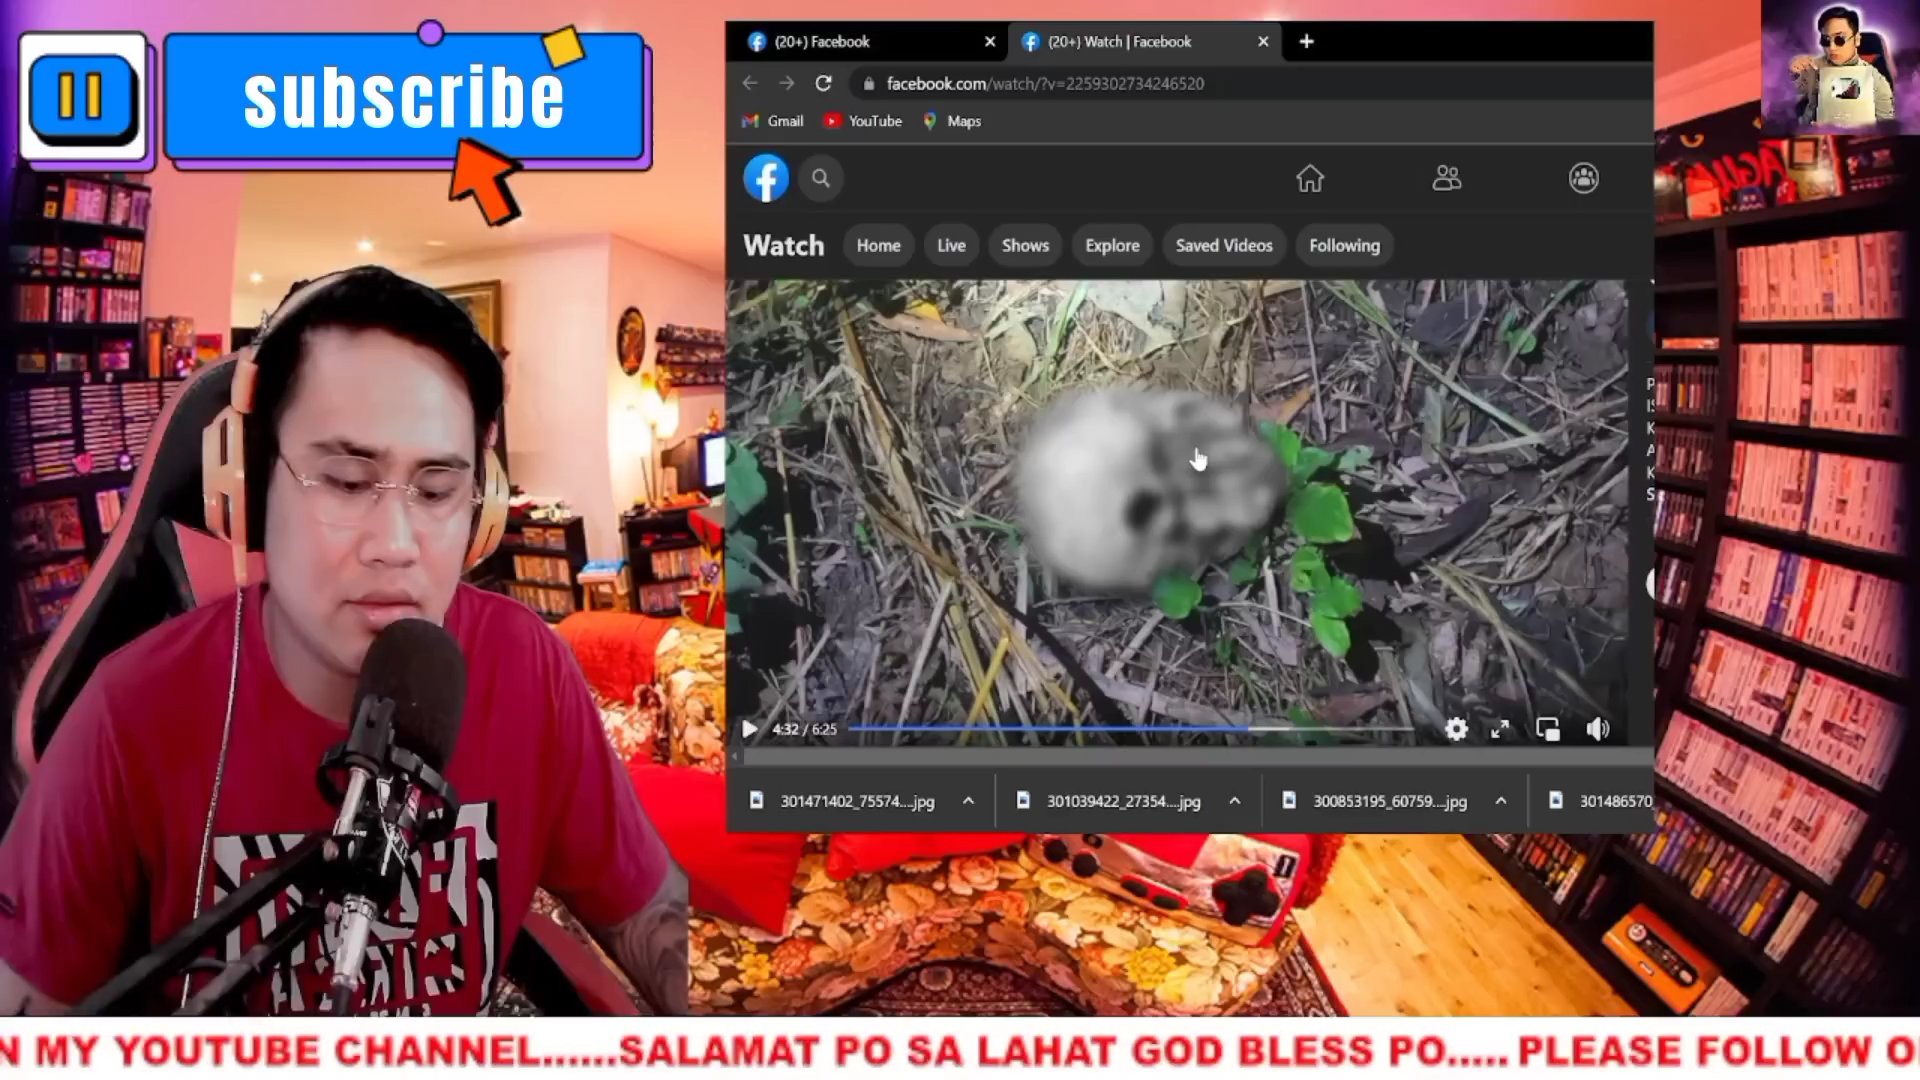 subscribe
(20+) Facebook
(20+) Watch | Facebook
facebook.com/watch/?v=2259302734246520
Gmail
YouTube
Maps
Watch
Home
Live
Shows
Explore
Saved Videos
Following
4:32 / 6:25
301471402_75574....jpg
301039422_27354....jpg
300853195_60759....jpg
301486570
N MY YOUTUBE CHANNEL......SALAMAT PO SA LAHAT GOD BLESS PO..... PLEASE FOLLOW O